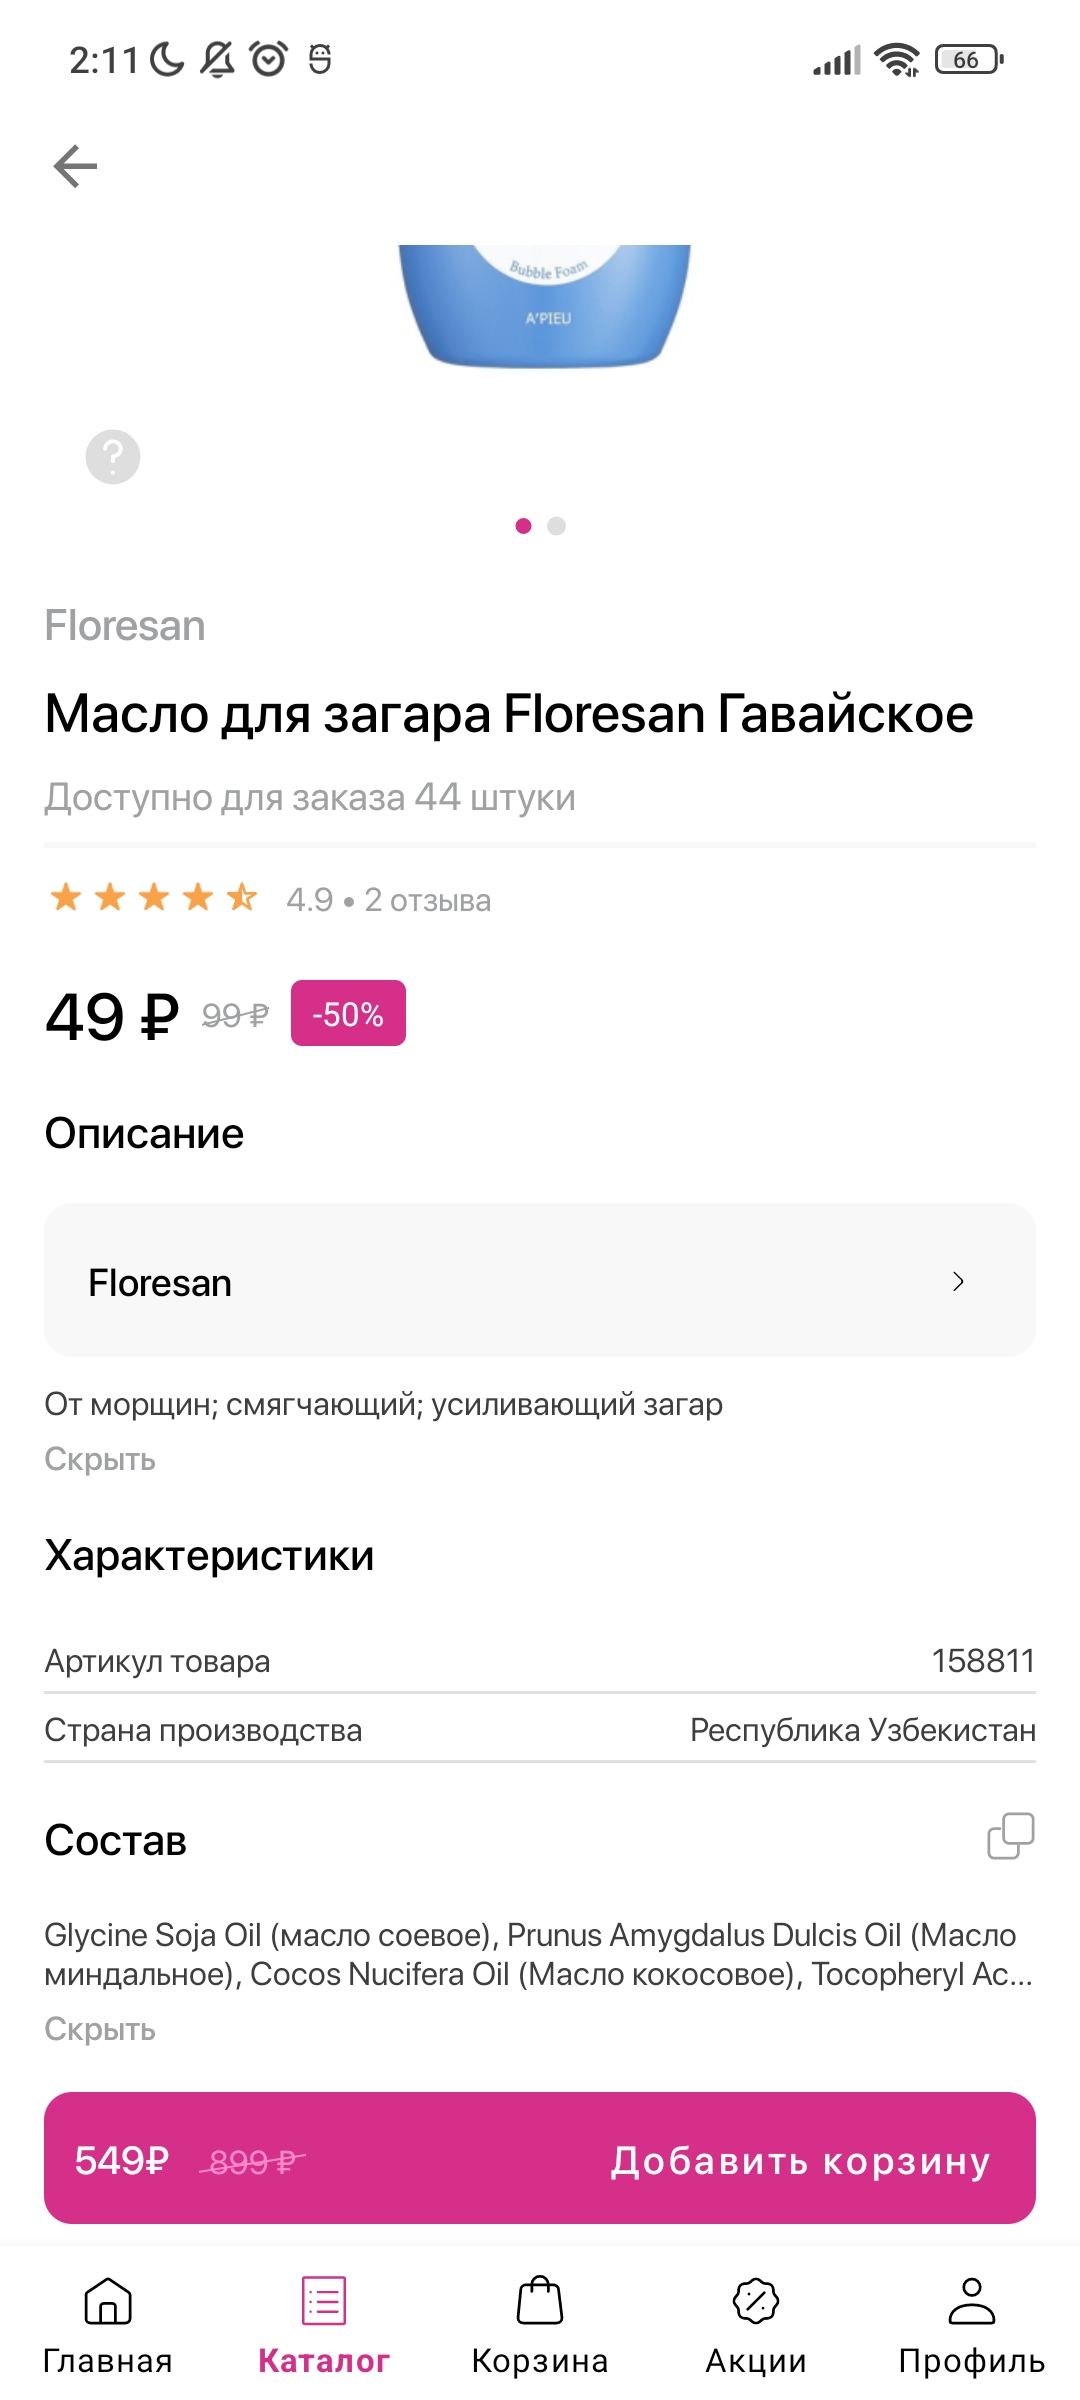 2:11
66
Bubble Foam
A'PIEU
?
Floresan
Масло для загара Floresan Гавайское
Доступно для заказа 44 штуки
4.9 • 2 отзыва
49 ₽ 99 ₽ -50%
Описание
Floresan
От морщин; смягчающий; усиливающий загар
Скрыть
Характеристики
Артикул товара 158811
Страна производства Республика Узбекистан
Состав
Glycine Soja Oil (масло соевое), Prunus Amygdalus Dulcis Oil (Масло
миндальное), Cocos Nucifera Oil (Масло кокосовое), Tocopheryl Ac...
Скрыть
549₽ 899 ₽ Добавить корзину
Главная Каталог Корзина Акции Профиль